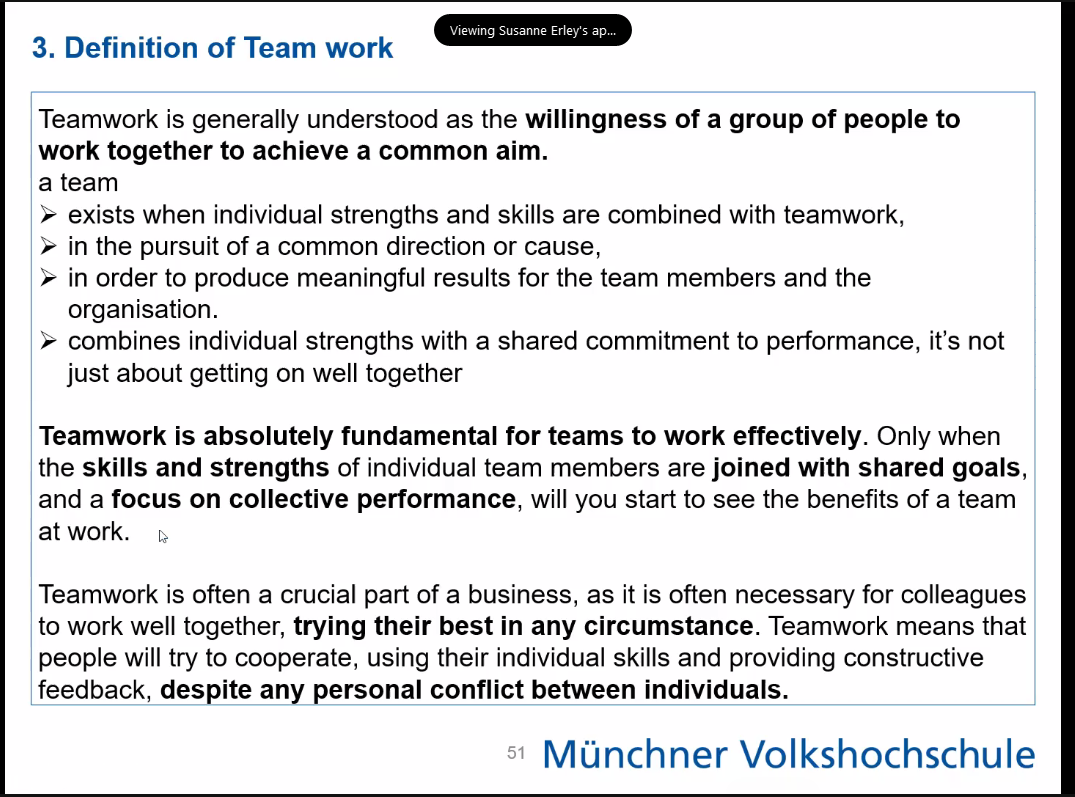 Viewing Susanne Erley's ap...
3. Definition of Team work
Teamwork is generally understood as the willingness of a group of people to
work together to achieve a common aim.
a team
➢ exists when individual strengths and skills are combined with teamwork,
➢ in the pursuit of a common direction or cause,
➢ in order to produce meaningful results for the team members and the
organisation.
➢ combines individual strengths with a shared commitment to performance, it’s not
just about getting on well together
Teamwork is absolutely fundamental for teams to work effectively. Only when
the skills and strengths of individual team members are joined with shared goals,
and a focus on collective performance, will you start to see the benefits of a team
at work.
Teamwork is often a crucial part of a business, as it is often necessary for colleagues
to work well together, trying their best in any circumstance. Teamwork means that
people will try to cooperate, using their individual skills and providing constructive
feedback, despite any personal conflict between individuals.
51 Münchner Volkshochschule